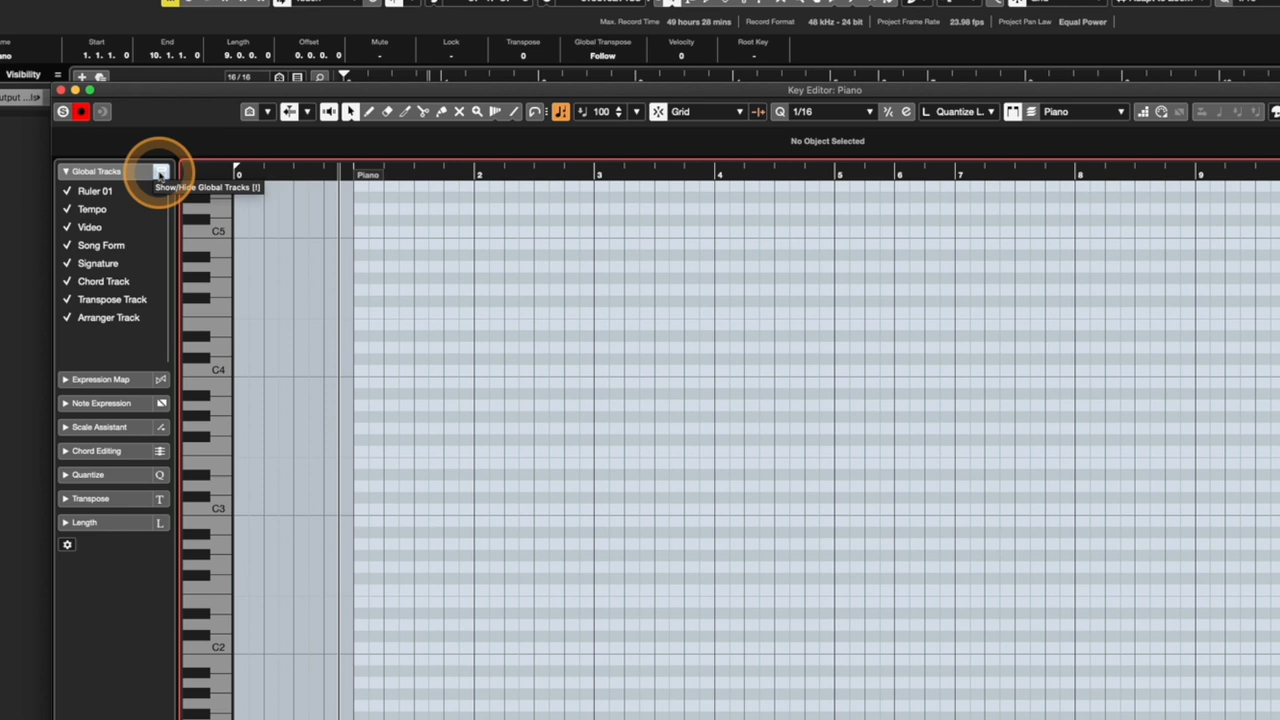 Max. Record Time 49 hours 28 mins Record Format 48 kHz - 24 bit Project Frame Rate 23.98 fps Project Pan Law Equal Power
Start End Length Offset Mute Lock Transpose Global Transpose Velocity Root Key
1. 1. 1. 0 10. 1. 1. 0 9. 0. 0. 0 0. 0. 0. 0 - - 0 Follow 0 -
Visibility 16/16
Key Editor: Piano
100 Grid Q 1/16 L Quantize L. Piano
No Object Selected
Global Tracks
Show/Hide Global Tracks [!]
0 Piano 2 3 4 5 6 7 8 9
Ruler 01
Tempo
Video
Song Form
Signature
Chord Track
Transpose Track
Arranger Track
Expression Map
Note Expression
Scale Assistant
Chord Editing
Quantize Q
Transpose T
Length L
C5
C4
C3
C2